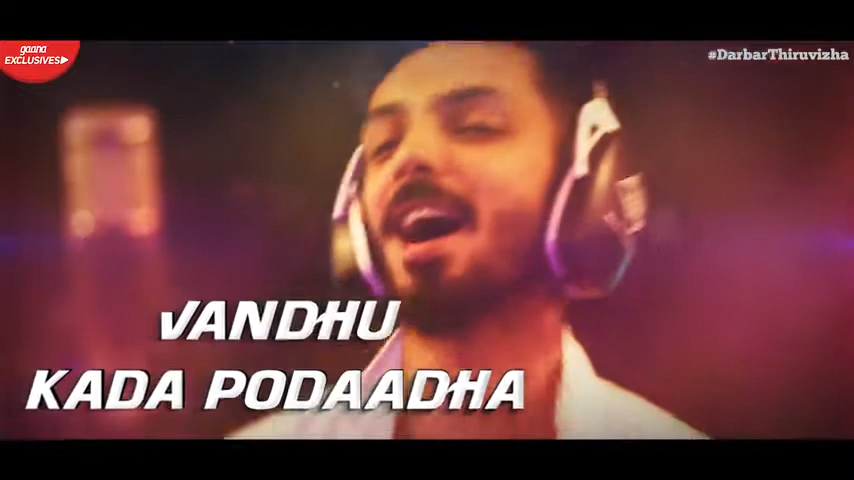 gaana
EXCLUSIVES
#DarbarThiruvizha
VANDHU
KADA PODAADHA